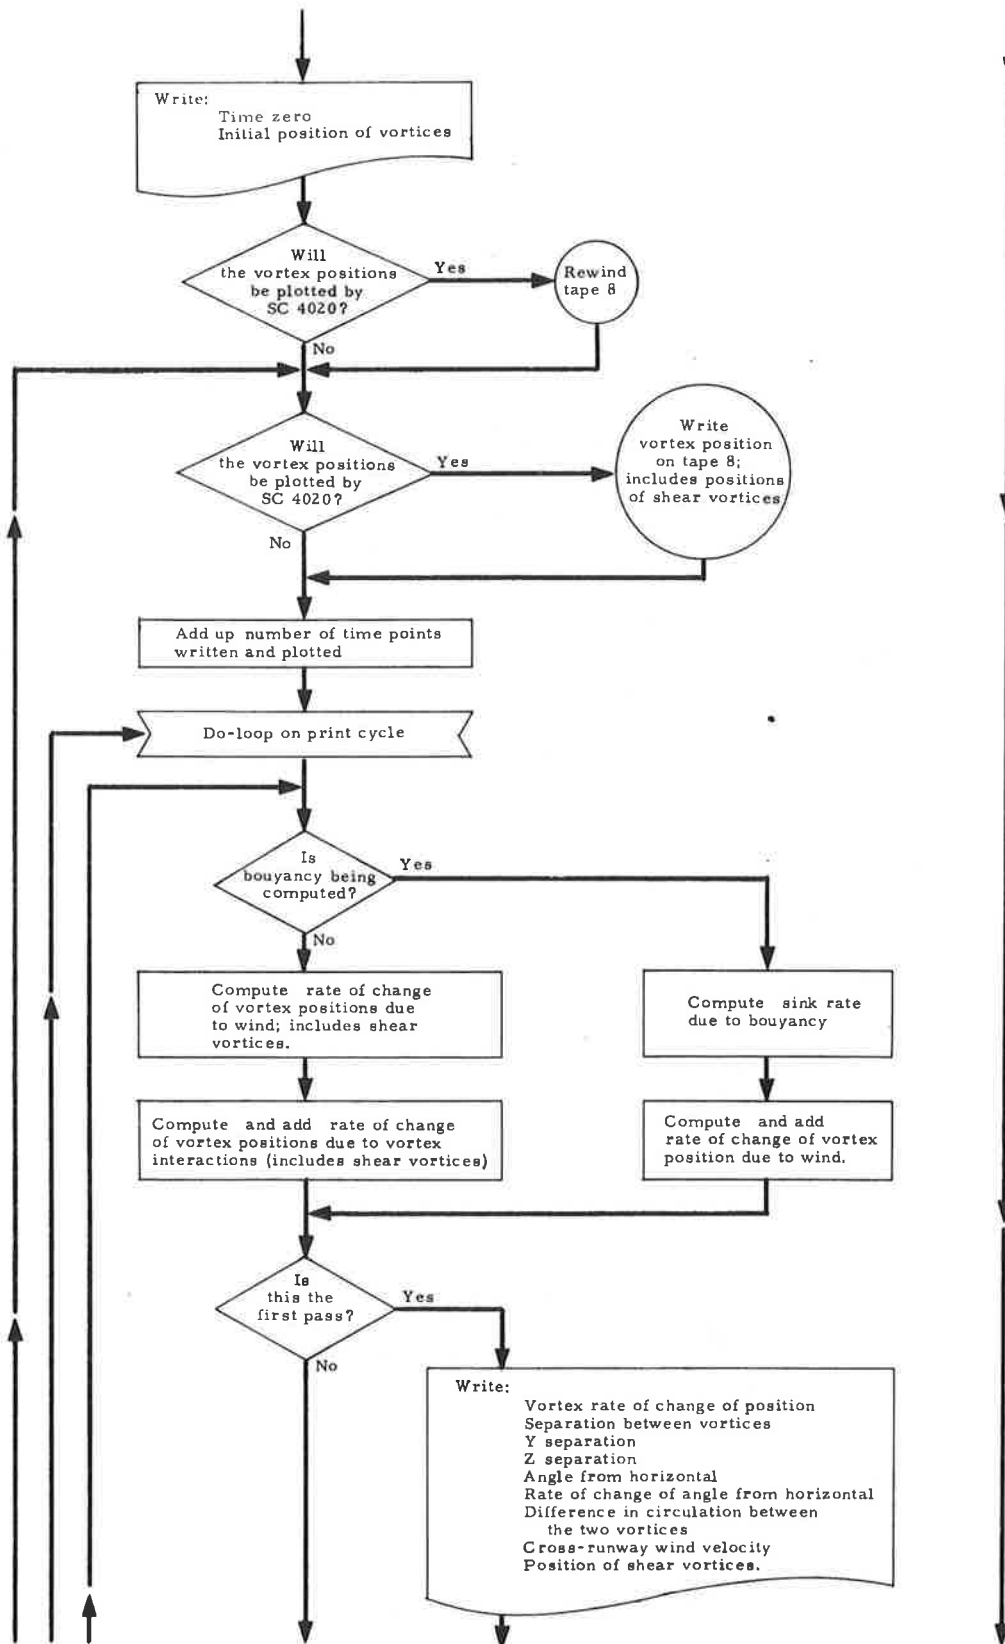 Write:
Time zero
Initial position of vortices
Will
the vortex positions
be plotted by
SC 4020?
Yes
Rewind
tape 8
No
Will
the vortex positions
be plotted by
SC 4020?
Yes
Write
vortex position
on tape 8;
includes positions
of shear vortices
No
Add up number of time points
written and plotted
Do-loop on print cycle
Is
bouyancy being
computed?
Yes
No
Compute rate of change
of vortex positions due
to wind; includes shear
vortices.
Compute sink rate
due to bouyancy
Compute and add rate of change
of vortex positions due to vortex
interactions (includes shear vortices)
Compute and add
rate of change of vortex
position due to wind.
Is
this the
first pass?
Yes
No
Write:
Vortex rate of change of position
Separation between vortices
Y separation
Z separation
Angle from horizontal
Rate of change of angle from horizontal
Difference in circulation between
the two vortices
Cross-runway wind velocity
Position of shear vortices.